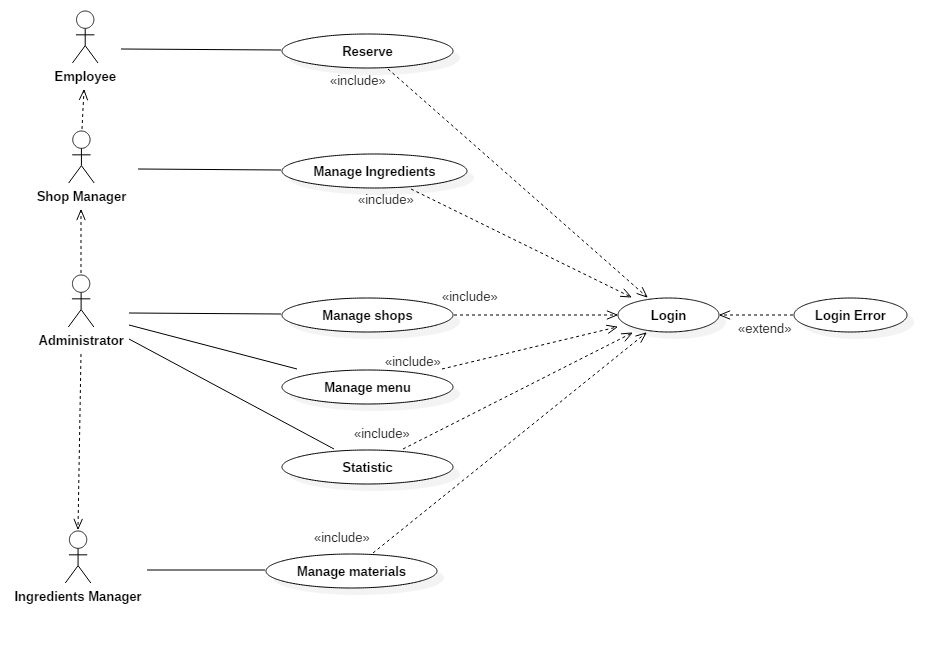 Employee
Reserve
«include»
Shop Manager
Manage Ingredients
«include»
Administrator
Manage shops
«include»
Login
«extend»
Login Error
Manage menu
«include»
Statistic
«include»
Ingredients Manager
Manage materials
«include»